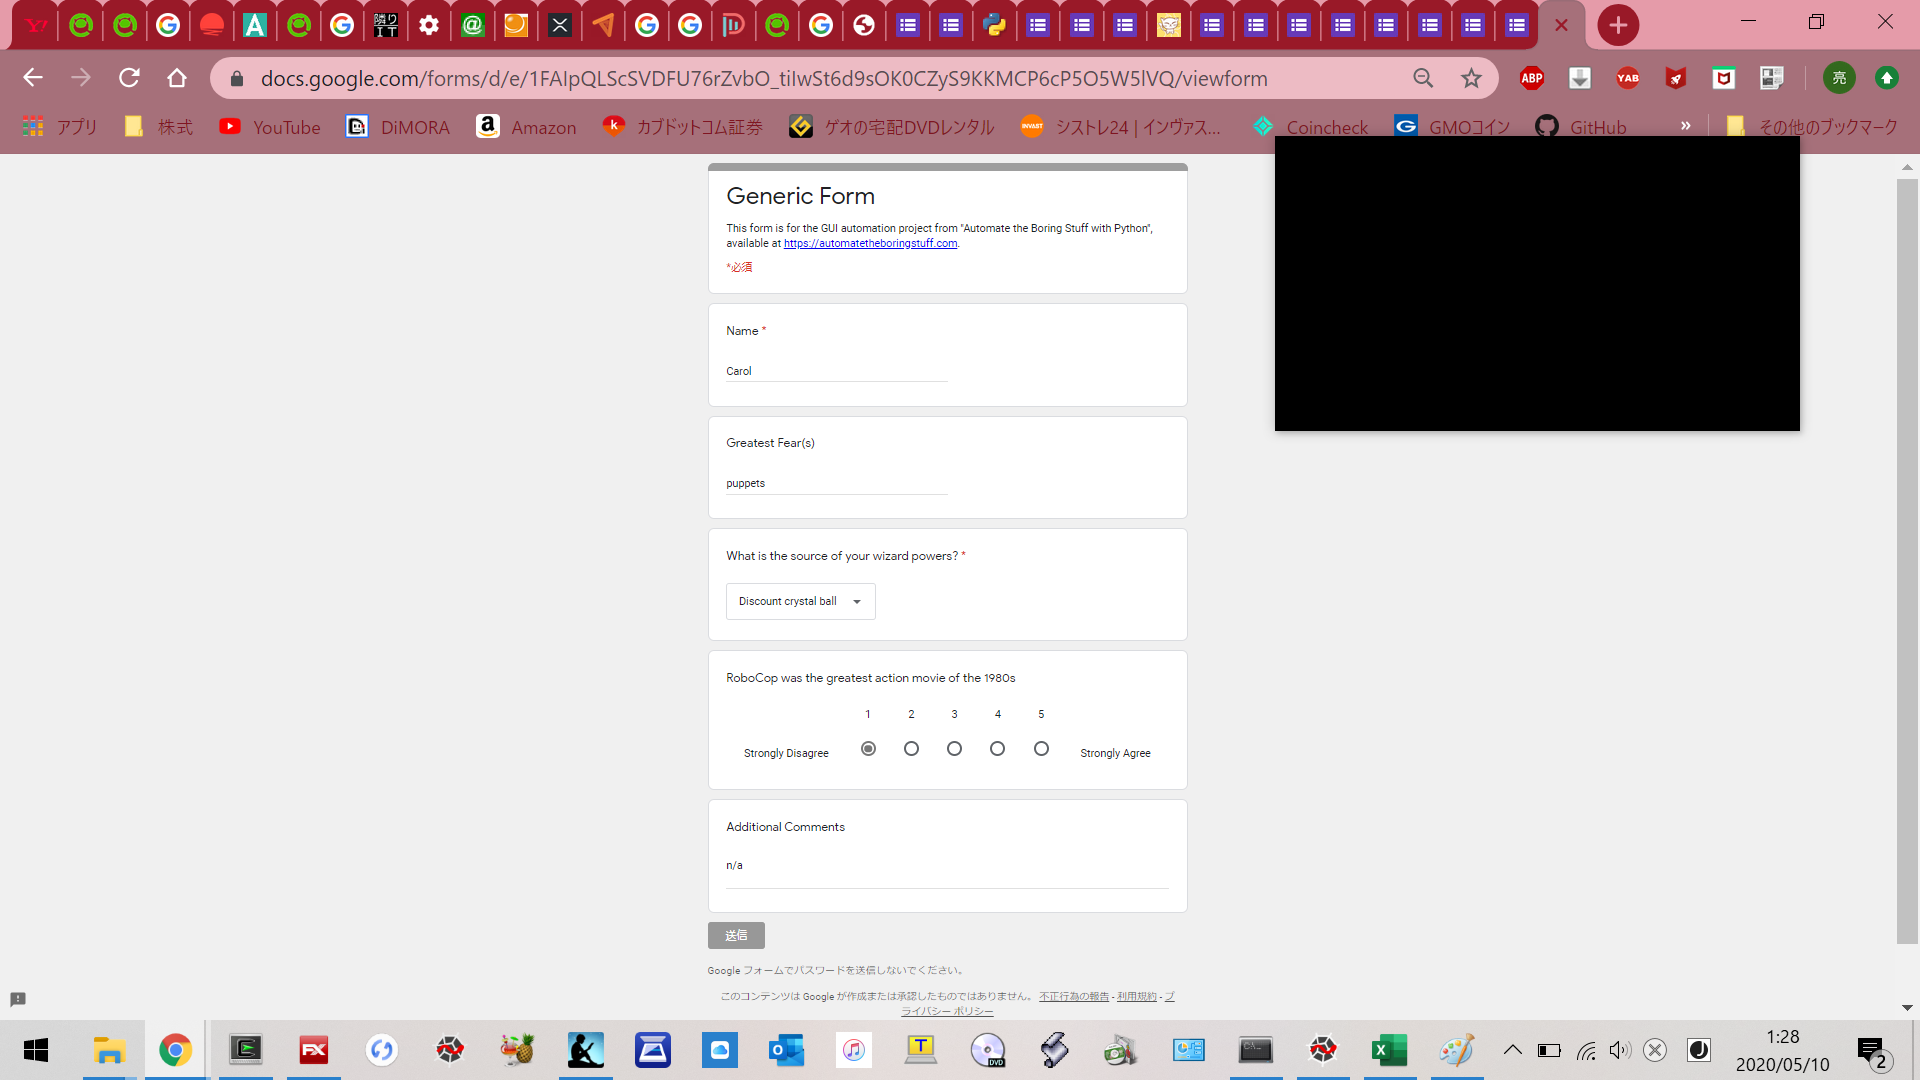 docs.google.com/forms/d/e/1FAIpQLScSVDFU76rZvbO_tiIwSt6d9sOK0CZyS9KKMCP6cP5O5W5lVQ/viewform
ABP
YAB
亮
アプリ 株式 YouTube DiMORA Amazon カブドットコム証券 ゲオの宅配DVDレンタル シストレ24 | インヴァス... Coincheck GMOコイン GitHub » その他のブックマーク
Generic Form
This form is for the GUI automation project from "Automate the Boring Stuff with Python",
available at https://automatetheboringstuff.com.
*必須
Name *
Carol
Greatest Fear(s)
puppets
What is the source of your wizard powers? *
Discount crystal ball
RoboCop was the greatest action movie of the 1980s
1 2 3 4 5
Strongly Disagree Strongly Agree
Additional Comments
n/a
送信
Google フォームでパスワードを送信しないでください。
このコンテンツは Google が作成または承認したものではありません。 不正行為の報告 - 利用規約 - プ
ライバシー ポリシー
1:28
2020/05/10
2